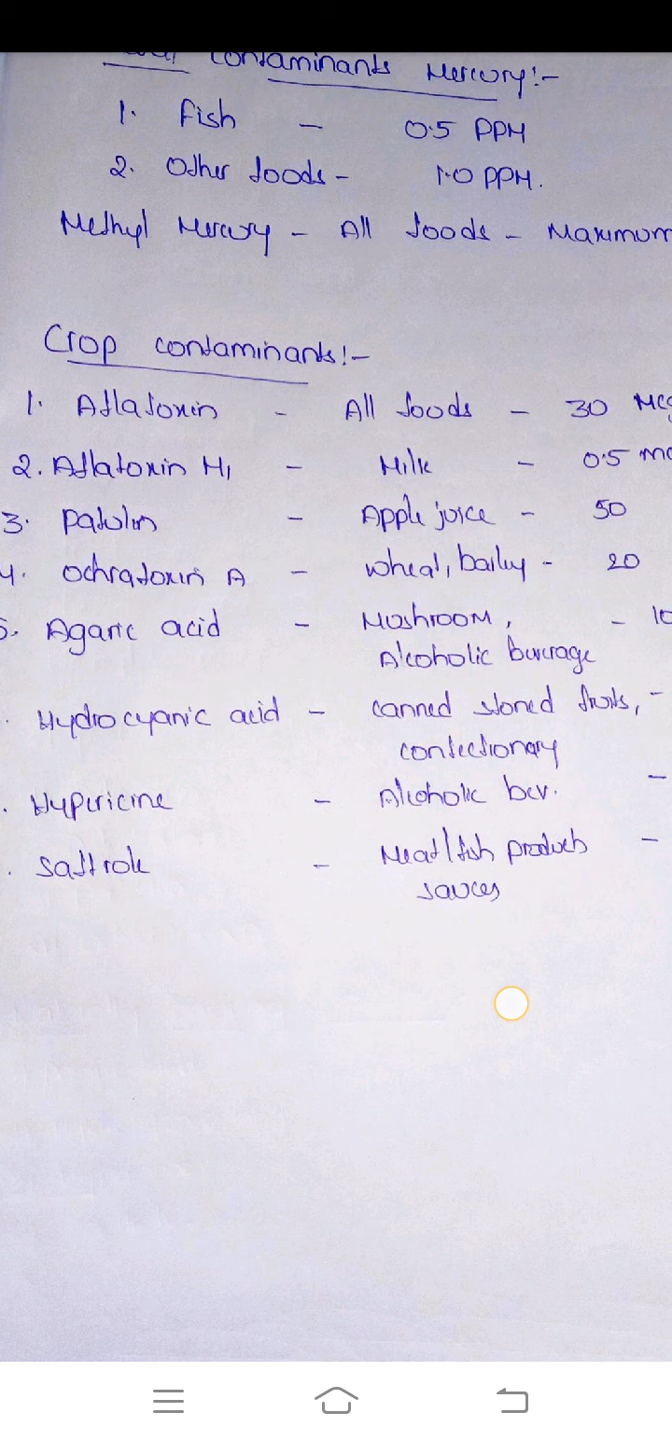 contaminants Mercury:-
1. Fish - 0.5 PPM
2. Other foods - 1.0 PPM.
Methyl Mercury - All foods - Maximum
Crop contaminants:-
1. Aflatoxin - All foods - 30 Mcg
2. Aflatoxin M1 - Milk - 0.5 mc
3. Patulin - Apple juice - 50
4. Ochratoxin A - wheat, barley - 20
5. Agaric acid - Mushroom, - 10
Alcoholic beverage
. Hydrocyanic acid - canned stoned fruits, -
confectionary
. Hypericine - Alcoholic bev. -
. Saffrole - Meat/fish products -
sauces